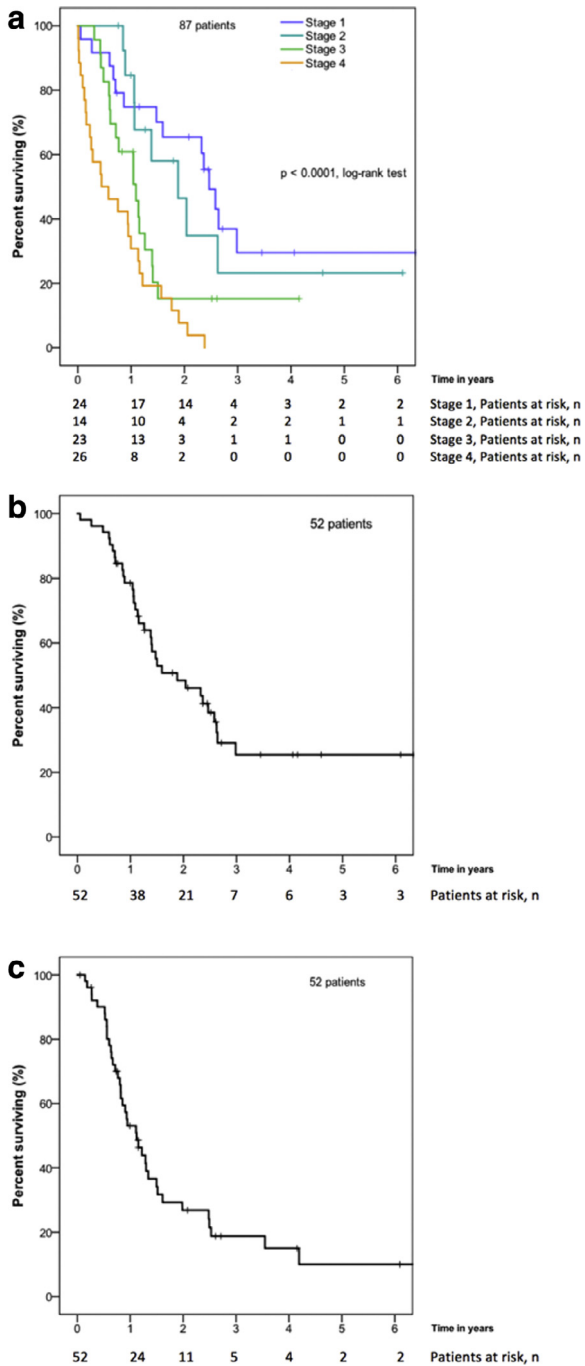 a
87 patients
Stage 1
Stage 2
Stage 3
Stage 4
p < 0.0001, log-rank test
Percent surviving (%)
100
80
60
40
20
0
0 1 2 3 4 5 6 Time in years
24 17 14 4 3 2 2 Stage 1, Patients at risk, n
14 10 4 2 2 1 1 Stage 2, Patients at risk, n
23 13 3 1 1 0 0 Stage 3, Patients at risk, n
26 8 2 0 0 0 0 Stage 4, Patients at risk, n
b
52 patients
Percent surviving (%)
100
80
60
40
20
0
0 1 2 3 4 5 6 Time in years
52 38 21 7 6 3 3 Patients at risk, n
c
52 patients
Percent surviving (%)
100
80
60
40
20
0
0 1 2 3 4 5 6 Time in years
52 24 11 5 4 2 2 Patients at risk, n